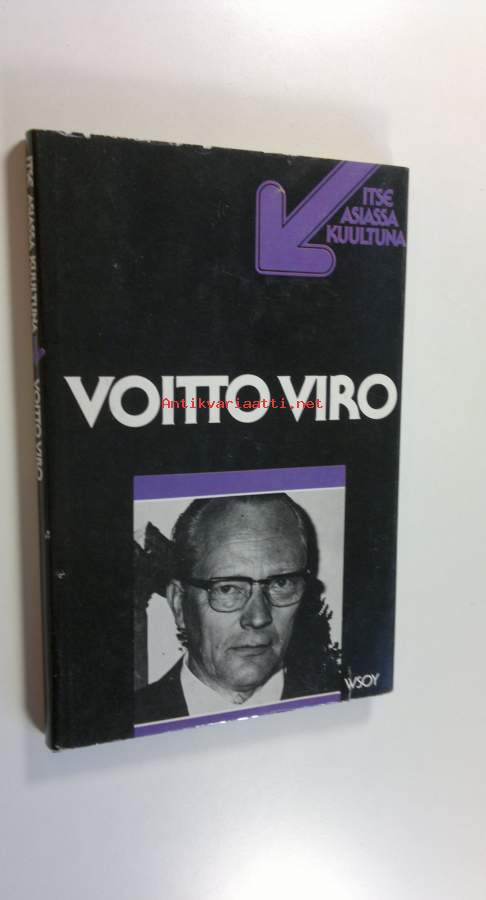 ITSE
ASIASSA
KUULTUNA
VOITTO VIRO
Antikvariaatti.net
WSOY
ITSE ASIASSA KUULTUNA VOITTO VIRO